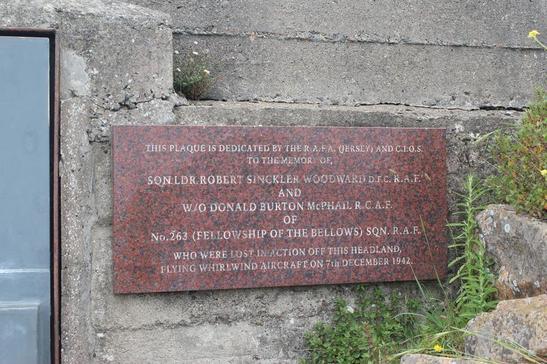 THIS PLAQUE IS DEDICATED BY THE R.A.F.A. (JERSEY) AND C.I.O.S.
TO THE MEMORY OF,
SQN.LDR.ROBERT SINCKLER WOODWARD D.F.C. R.A.F.
AND
W/O DONALD BURTON McPHAIL R.C.A.F.
OF
No.263 (FELLOWSHIP OF THE BELLOWS) SQN. R.A.F.
WHO WERE LOST IN ACTION OFF THIS HEADLAND,
FLYING WHIRLWIND AIRCRAFT ON 7th DECEMBER 1942.